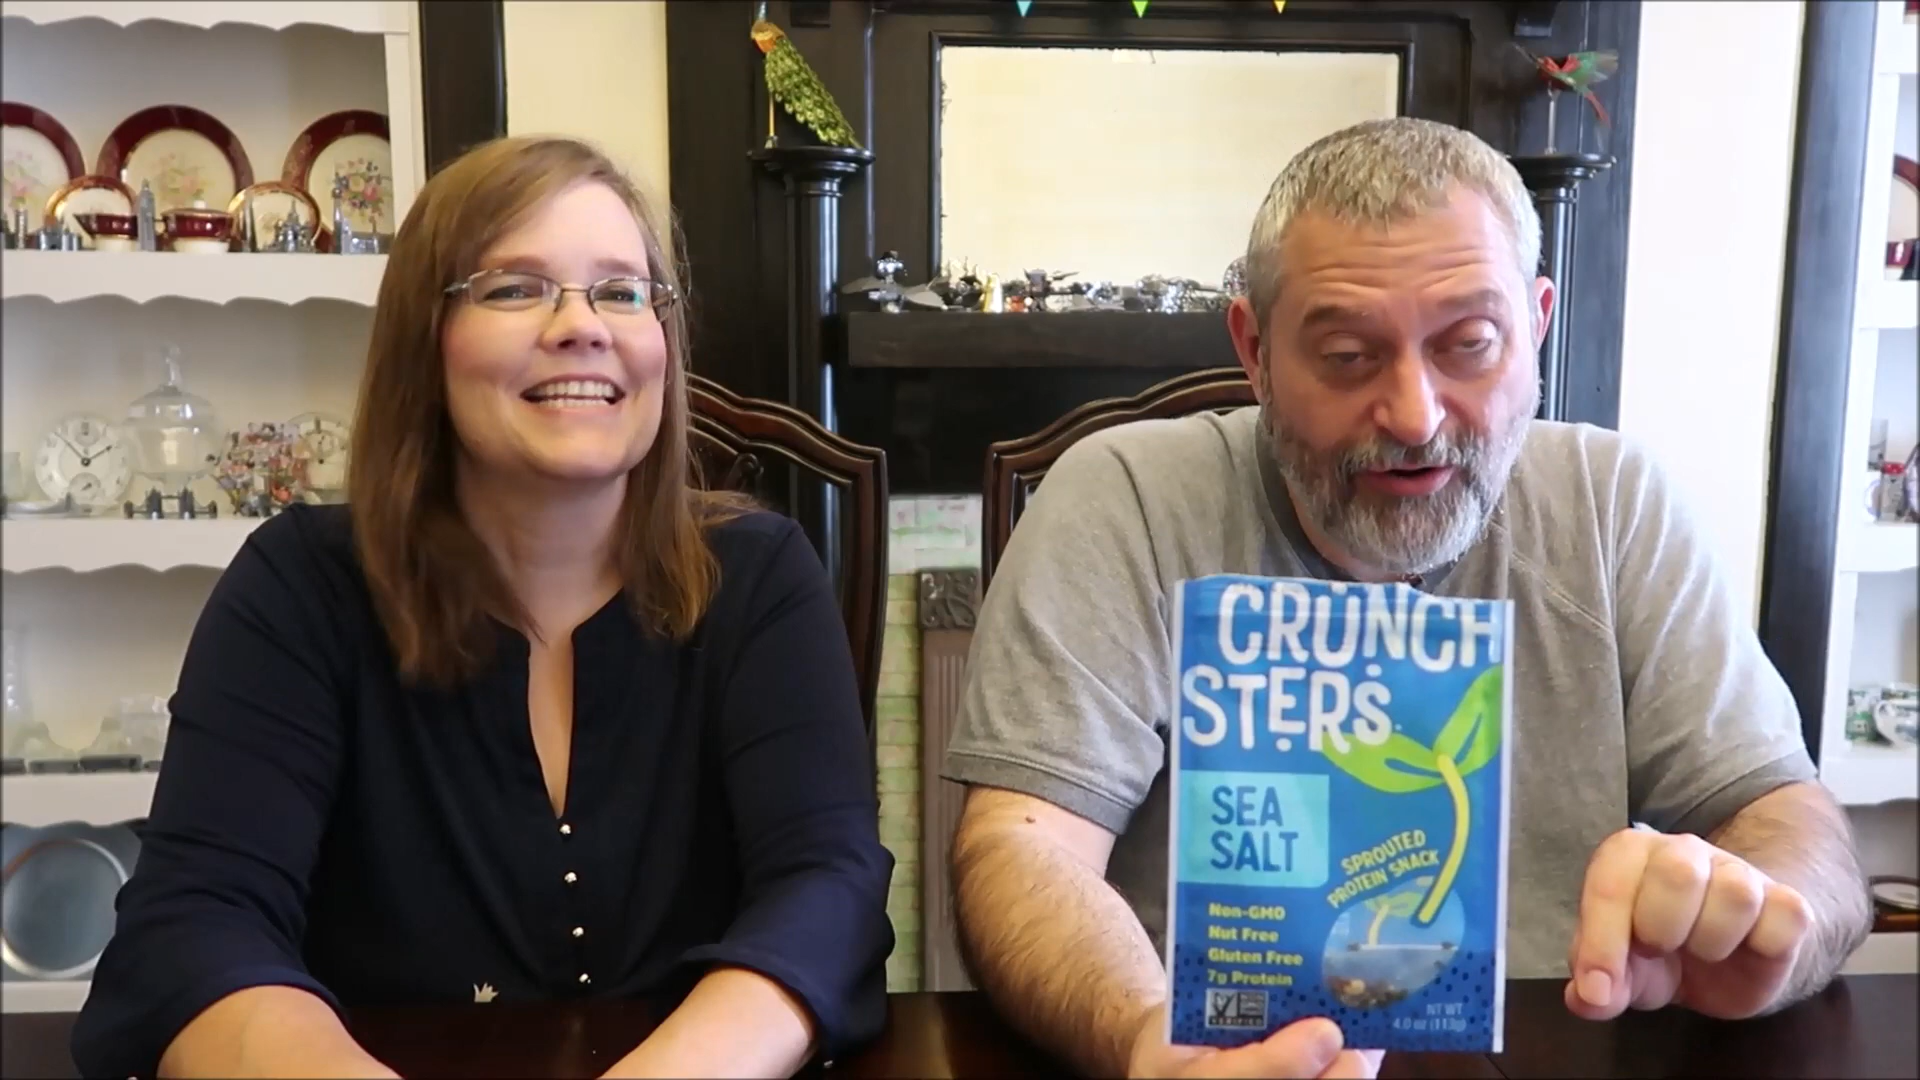 CRUNCH
STERS
SEA
SALT
SPROUTED
PROTEIN SNACK
Non-GMO
Nut Free
Gluten Free
7g Protein
VERIFIED
NT WT
4.0 oz (113g)